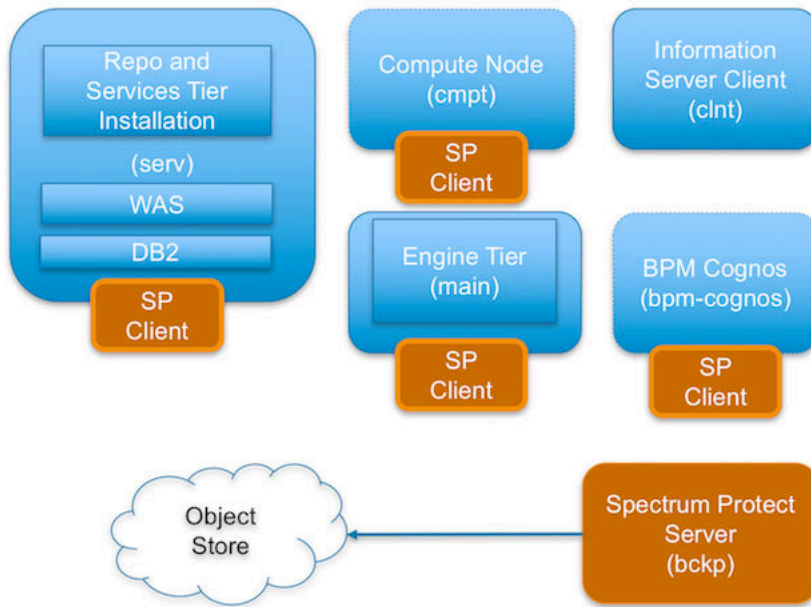 Repo and
Services Tier
Installation
(serv)
WAS
DB2
SP
Client
Compute Node
(cmpt)
SP
Client
Information
Server Client
(clnt)
Engine Tier
(main)
SP
Client
BPM Cognos
(bpm-cognos)
SP
Client
Object
Store
Spectrum Protect
Server
(bckp)